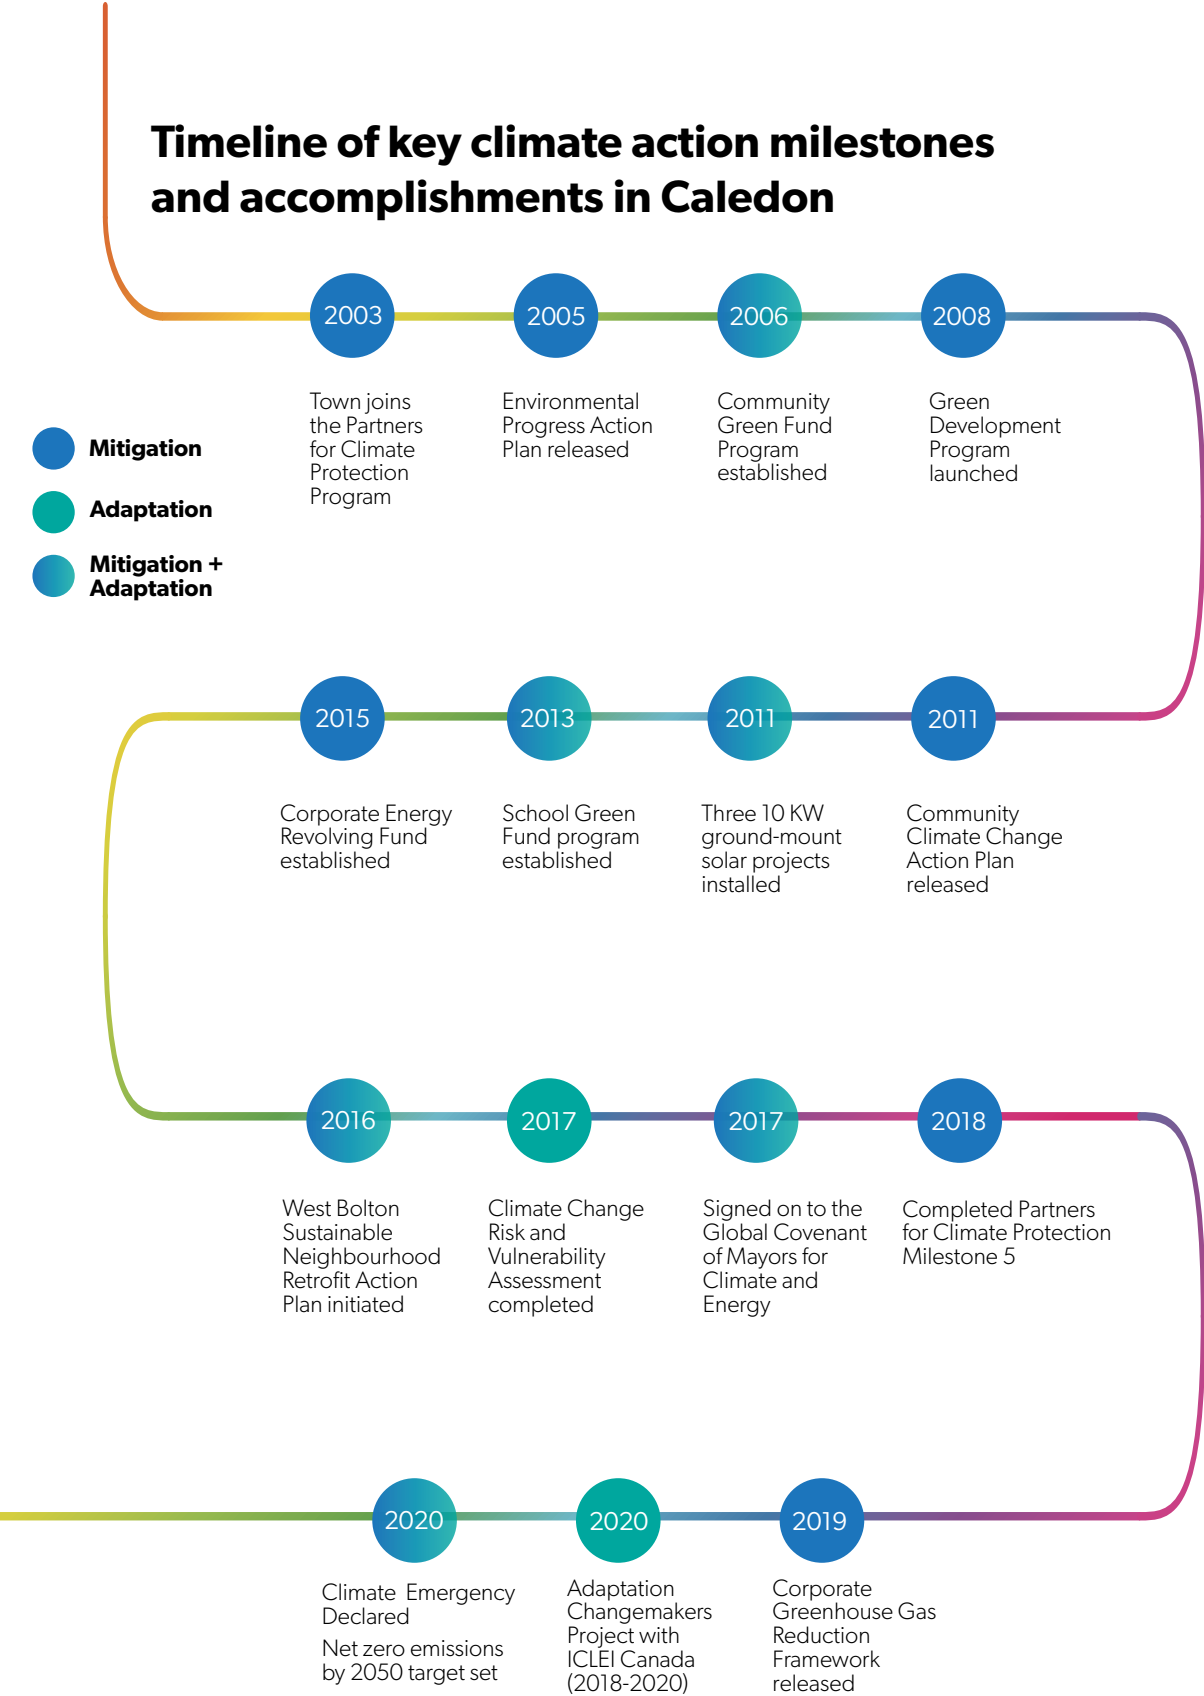 Timeline of key climate action milestones
and accomplishments in Caledon
2003
Town joins
the Partners
for Climate
Protection
Program
2005
Environmental
Progress Action
Plan released
2006
Community
Green Fund
Program
established
2008
Green
Development
Program
launched
Mitigation
Adaptation
Mitigation +
Adaptation
2015
Corporate Energy
Revolving Fund
established
2013
School Green
Fund program
established
2011
Three 10 KW
ground-mount
solar projects
installed
2011
Community
Climate Change
Action Plan
released
2016
West Bolton
Sustainable
Neighbourhood
Retrofit Action
Plan initiated
2017
Climate Change
Risk and
Vulnerability
Assessment
completed
2017
Signed on to the
Global Covenant
of Mayors for
Climate and
Energy
2018
Completed Partners
for Climate Protection
Milestone 5
2020
Climate Emergency
Declared
Net zero emissions
by 2050 target set
2020
Adaptation
Changemakers
Project with
ICLEI Canada
(2018-2020)
2019
Corporate
Greenhouse Gas
Reduction
Framework
released